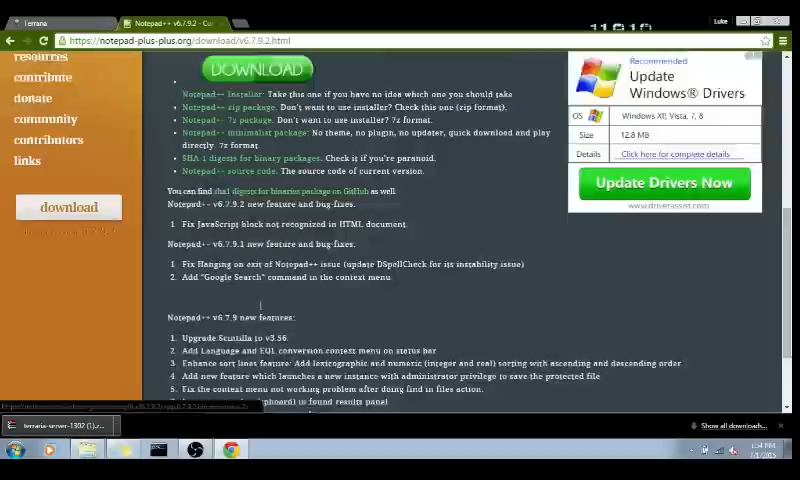 Terraria
Notepad++ v6.7.9.2 - Cur
Luke
https://notepad-plus-plus.org/download/v6.7.9.2.html
resources
contribute
donate
community
contributors
links
download
DOWNLOAD
Notepad++ Installer: Take this one if you have no idea which one you should take
Notepad++ zip package. Don't want to use installer? Check this one (zip format).
Notepad++ 7z package. Don't want to use installer? 7z format.
Notepad++ minimalist package: No theme, no plugin, no updater, quick download and play
directly. 7z format.
SHA-1 digests for binary packages. Check it if you're paranoid.
Notepad++ source code. The source code of current version.
You can find sha1 digests for binaries package on GitHub as well.
Notepad++ v6.7.9.2 new feature and bug-fixes.
1 Fix JavaScript block not recognized in HTML document.
Notepad++ v6.7.9.1 new feature and bug-fixes.
1. Fix Hanging on exit of Notepad++ issue (update DSpellCheck for its instability issue)
2. Add "Google Search" command in the context menu.
Notepad++ v6.7.9 new features:
1. Upgrade Scintilla to v3.56.
2. Add Language and EOL conversion context menu on status bar
3. Enhance sort lines feature: Add lexicographic and numeric (integer and real) sorting with ascending and descending order
4. Add new feature which launches a new instance with administrator privilege to save the protected file
5. Fix the context menu not working problem after doing find in files action.
in found results panel
Recommended
Update
Windows® Drivers
OS
Windows XP, Vista, 7, 8
Size
12.8 MB
Details
Click here for complete details
Update Drivers Now
www.driverassist.com
terraria-server-1302 (1).z...
Show all downloads...
1:34 PM
7/1/2015